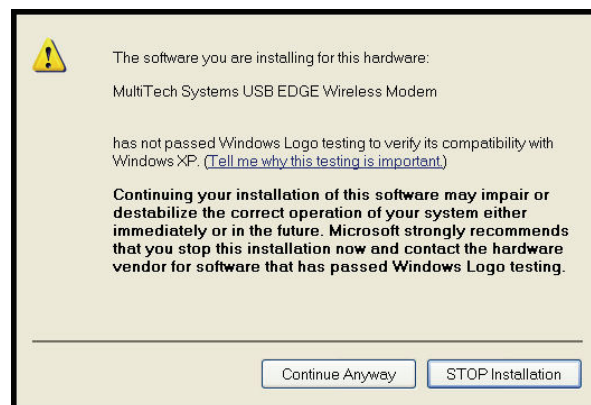 The software you are installing for this hardware:
MultiTech Systems USB EDGE Wireless Modem
has not passed Windows Logo testing to verify its compatibility with
Windows XP. (Tell me why this testing is important.)
Continuing your installation of this software may impair or
destabilize the correct operation of your system either
immediately or in the future. Microsoft strongly recommends
that you stop this installation now and contact the hardware
vendor for software that has passed Windows Logo testing.
Continue Anyway
STOP Installation